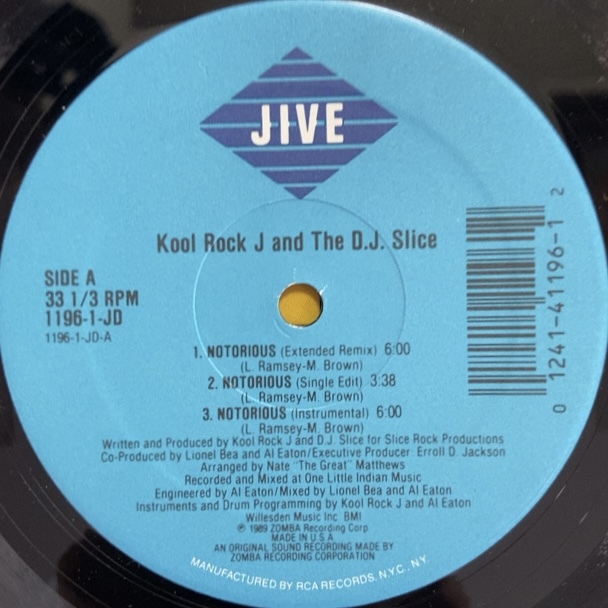 JIVE
Kool Rock J and The D.J. Slice
SIDE A
33 1/3 RPM
1196-1-JD
1196-1-JD-A
0 1241-41196-1 2
1. NOTORIOUS (Extended Remix) 6:00
(L. Ramsey-M. Brown)
2. NOTORIOUS (Single Edit) 3:38
(L. Ramsey-M. Brown)
3. NOTORIOUS (Instrumental) 6:00
(L. Ramsey-M. Brown)
Written and Produced by Kool Rock J and D.J. Slice for Slice Rock Productions
Co-Produced by Lionel Bea and Al Eaton/Executive Producer: Erroll D. Jackson
Arranged by Nate "The Great" Matthews
Recorded and Mixed at One Little Indian Music
Engineered by Al Eaton/Mixed by Lionel Bea and Al Eaton
Instruments and Drum Programming by Kool Rock J and Al Eaton
Willesden Music Inc. BMI
℗ 1989 ZOMBA Recording Corp.
MADE IN U.S.A.
AN ORIGINAL SOUND RECORDING MADE BY
ZOMBA RECORDING CORPORATION
MANUFACTURED BY RCA RECORDS, N.Y.C., N.Y.